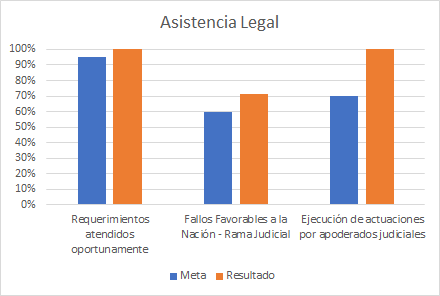 Asistencia Legal
100%
90%
80%
70%
60%
50%
40%
30%
20%
10%
0%
Requerimientos
atendidos
oportunamente
Fallos Favorables a la
Nación - Rama Judicial
Ejecución de actuaciones
por apoderados judiciales
Meta
Resultado